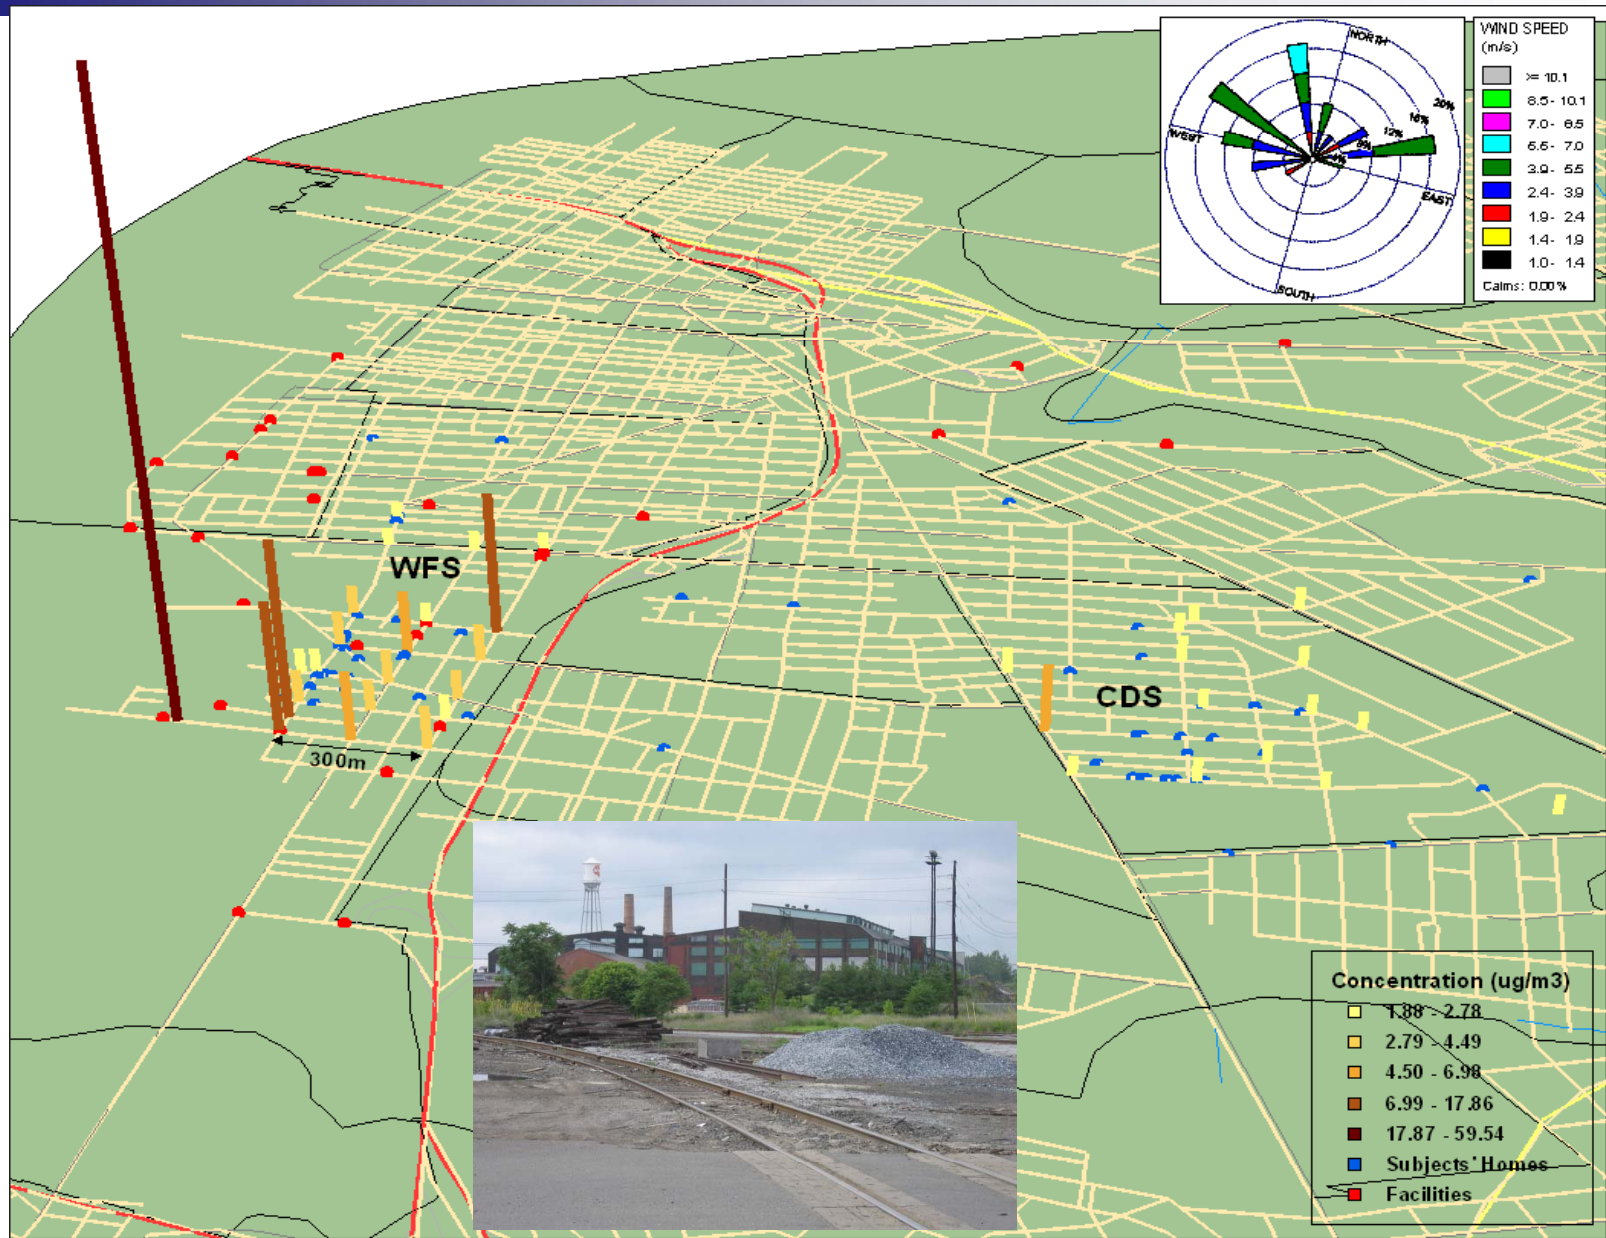 NORTH
20%
16%
12%
8%
4%
WEST
EAST
SOUTH
WIND SPEED
(m/s)
>= 10.1
8.5 - 10.1
7.0 - 8.5
5.5 - 7.0
3.9 - 5.5
2.4 - 3.9
1.9 - 2.4
1.4 - 1.9
1.0 - 1.4
Calms: 0.00%
WFS
CDS
300m
Concentration (ug/m3)
1.88 - 2.78
2.79 - 4.49
4.50 - 6.98
6.99 - 17.86
17.87 - 59.54
Subjects' Homes
Facilities